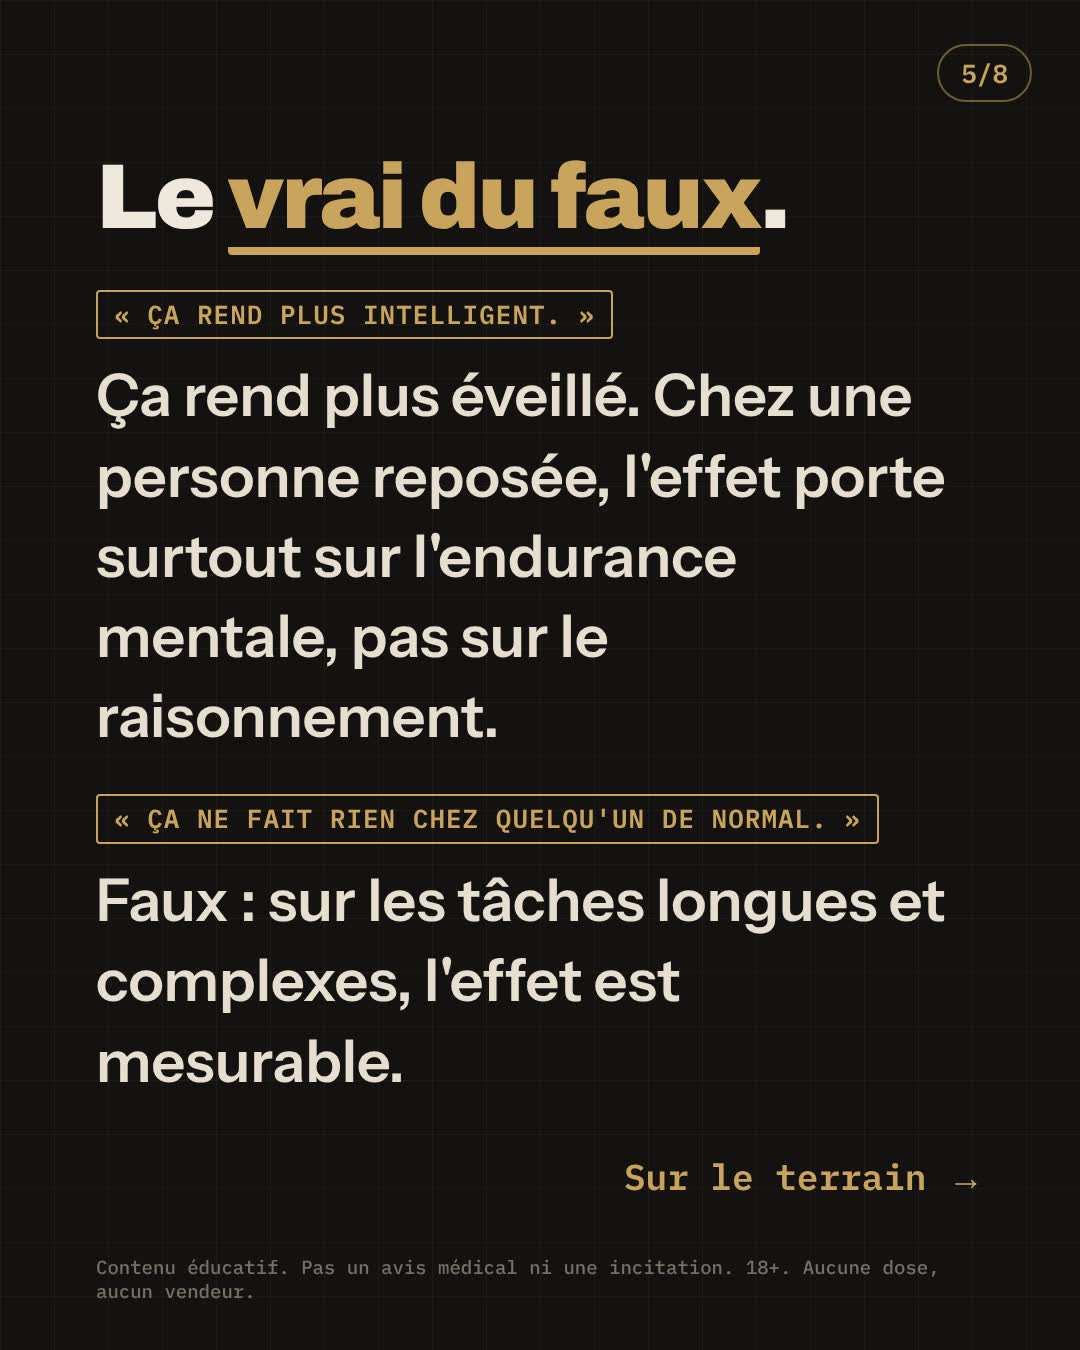 5/8
Le vrai du faux.
« ÇA REND PLUS INTELLIGENT. »
Ça rend plus éveillé. Chez une
personne reposée, l'effet porte
surtout sur l'endurance
mentale, pas sur le
raisonnement.
« ÇA NE FAIT RIEN CHEZ QUELQU'UN DE NORMAL. »
Faux : sur les tâches longues et
complexes, l'effet est
mesurable.
Sur le terrain →
Contenu éducatif. Pas un avis médical ni une incitation. 18+. Aucune dose,
aucun vendeur.